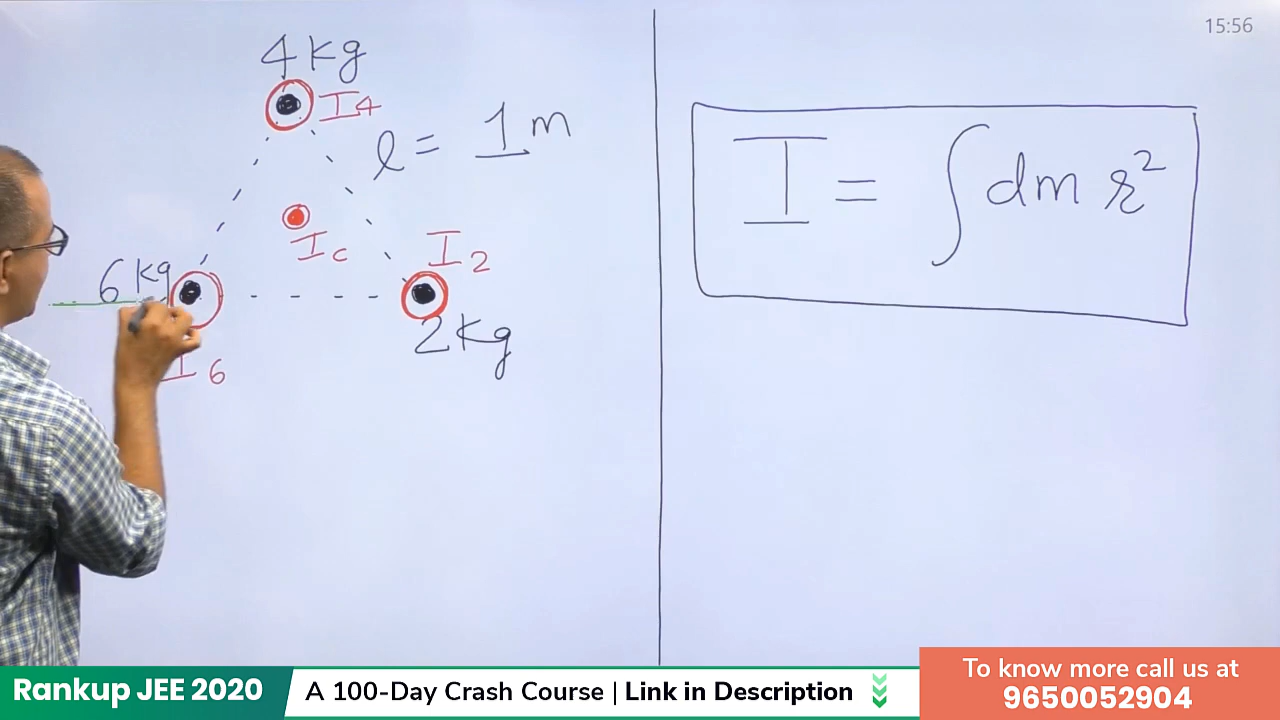 15:56
4 kg
I4
l = 1 m
Ic
I2
6 kg
2 kg
I6
I = ∫ dm r²
Rankup JEE 2020
A 100-Day Crash Course | Link in Description
To know more call us at
9650052904